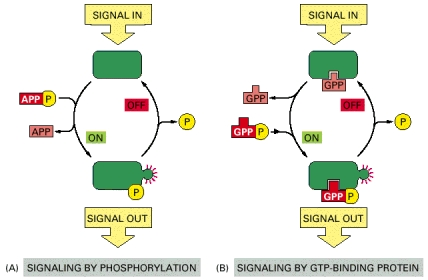 SIGNAL IN
APP P
APP
ON
OFF
P
P
SIGNAL OUT
(A) SIGNALING BY PHOSPHORYLATION
SIGNAL IN
GPP
GPP
GPP P
ON
OFF
P
GPP P
SIGNAL OUT
(B) SIGNALING BY GTP-BINDING PROTEIN